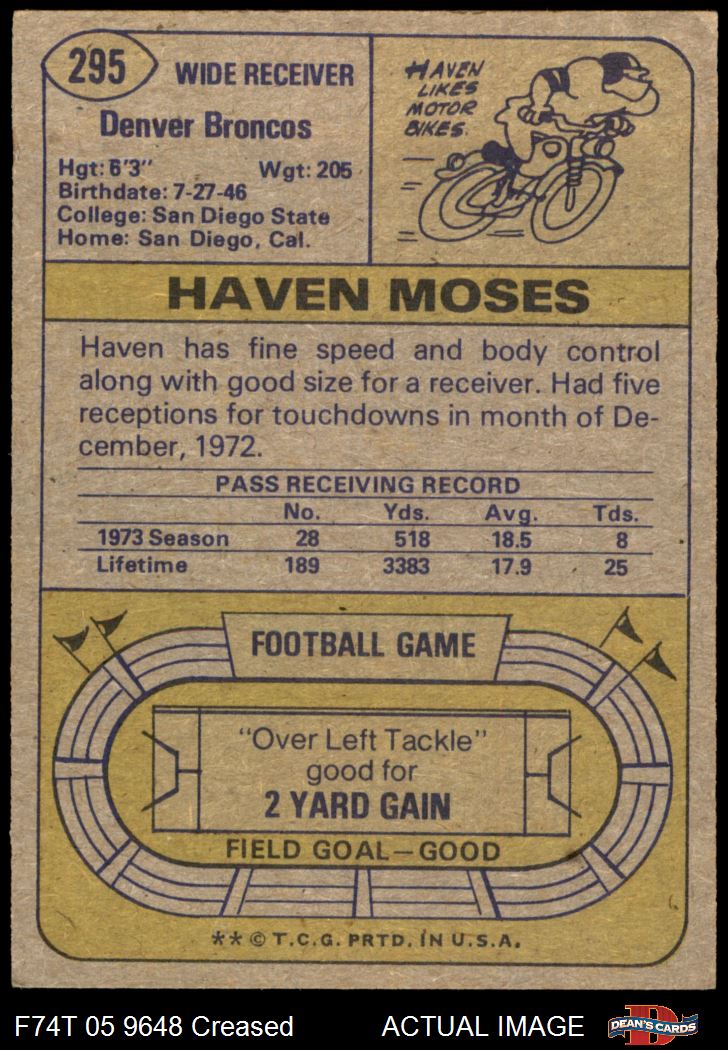 295
WIDE RECEIVER
Denver Broncos
Hgt: 6'3" Wgt: 205
Birthdate: 7-27-46
College: San Diego State
Home: San Diego, Cal.
HAVEN
LIKES
MOTOR
BIKES.
HAVEN MOSES
Haven has fine speed and body control
along with good size for a receiver. Had five
receptions for touchdowns in month of De-
cember, 1972.
PASS RECEIVING RECORD
No. Yds. Avg. Tds.
1973 Season 28 518 18.5 8
Lifetime 189 3383 17.9 25
FOOTBALL GAME
"Over Left Tackle"
good for
2 YARD GAIN
FIELD GOAL—GOOD
** © T.C.G. PRTD. IN U.S.A.
F74T 05 9648 Creased ACTUAL IMAGE
D
DEAN'S CARDS